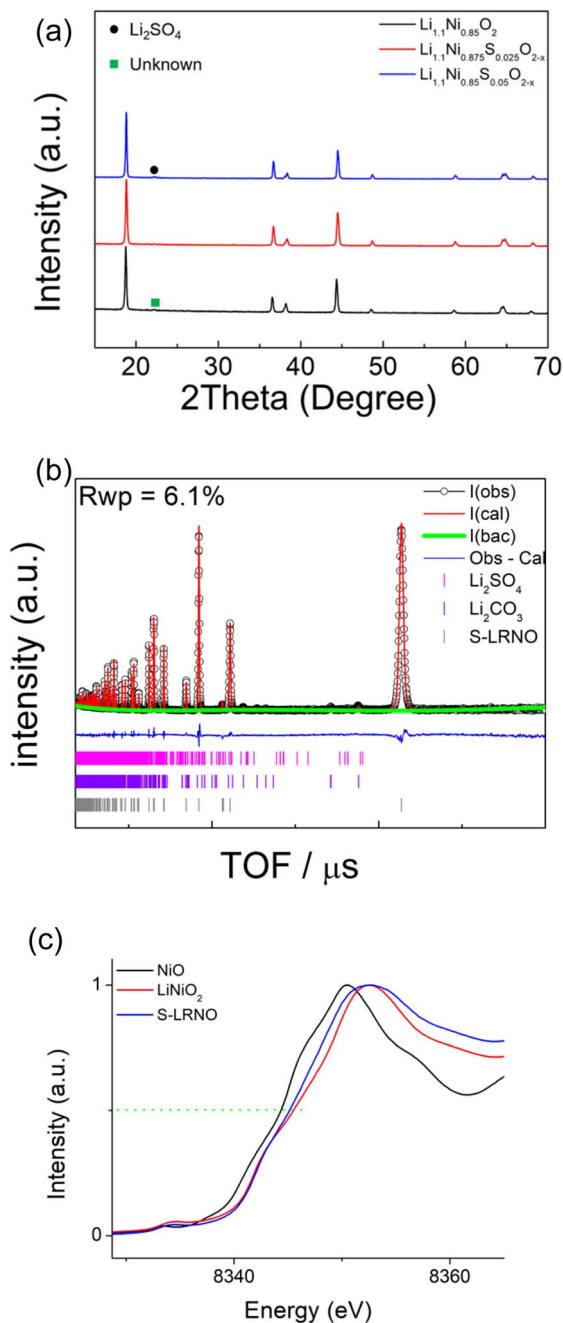 (a)
Li₂SO₄
Unknown
Li₁.₁Ni₀.₈₅O₂
Li₁.₁Ni₀.₈₇₅S₀.₀₂₅O₂₋ₓ
Li₁.₁Ni₀.₈₅S₀.₀₅O₂₋ₓ
Intensity (a.u.)
20 30 40 50 60 70
2Theta (Degree)
(b)
Rwp = 6.1%
I(obs)
I(cal)
I(bac)
Obs - Cal
Li₂SO₄
Li₂CO₃
S-LRNO
intensity (a.u.)
TOF / μs
(c)
NiO
LiNiO₂
S-LRNO
1
0
Intensity (a.u.)
8340 8360
Energy (eV)